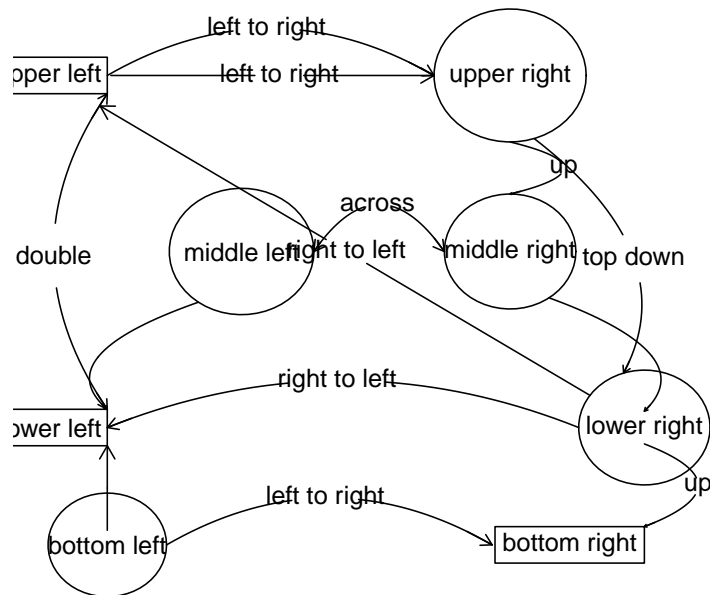 left to right
pper left
left to right
upper right
up
across
double
middle left
right to left
middle right
top down
right to left
ower left
lower right
up
left to right
bottom left
bottom right